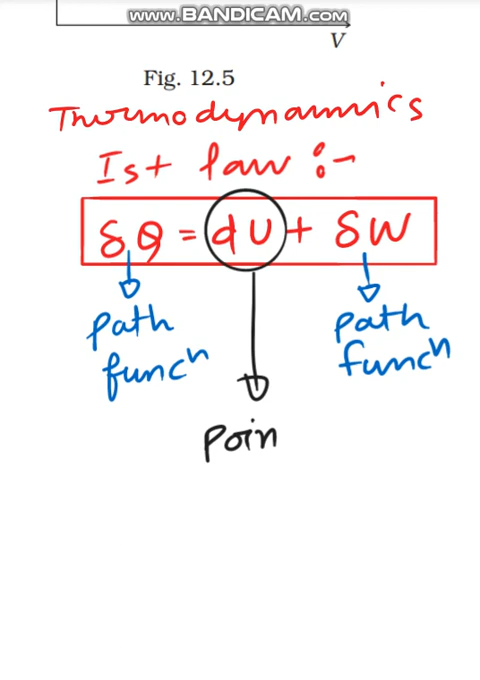 www.BANDICAM.com
V
Fig. 12.5
Thermodynamics
Ist law :-
δQ = dU + δW
path
funcⁿ
path
funcⁿ
poin